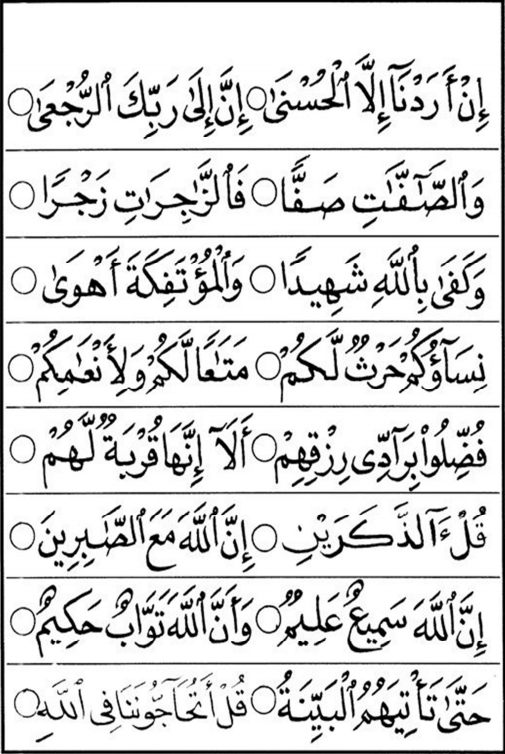 إِنْ أَرَدْنَآ إِلَّا ٱلْحُسْنَىٰ ○ إِنَّ إِلَىٰ رَبِّكَ ٱلرُّجْعَىٰ ○
وَٱلصَّـٰٓفَّـٰتِ صَفًّا ○ فَٱلزَّٰجِرَٰتِ زَجْرًا ○
وَكَفَىٰ بِٱللَّهِ شَهِيدًا ○ وَٱلْمُؤْتَفِكَةَ أَهْوَىٰ ○
نِسَآؤُكُمْ حَرْثٌ لَّكُمْ ○ مَتَـٰعًا لَّكُمْ وَلِأَنْعَـٰمِكُمْ ○
فُضِّلُوا۟ بِرَآدِّى رِزْقِهِمْ ○ أَلَآ إِنَّهَا قُرْبَةٌ لَّهُمْ ○
قُلْ ءَآلذَّكَرَيْنِ ○ إِنَّ ٱللَّهَ مَعَ ٱلصَّـٰبِرِينَ ○
إِنَّ ٱللَّهَ سَمِيعٌ عَلِيمٌ ○ وَأَنَّ ٱللَّهَ تَوَّابٌ حَكِيمٌ ○
حَتَّىٰ تَأْتِيَهُمُ ٱلْبَيِّنَةُ ○ قُلْ أَتُحَآجُّونَنَا فِى ٱللَّهِ ○